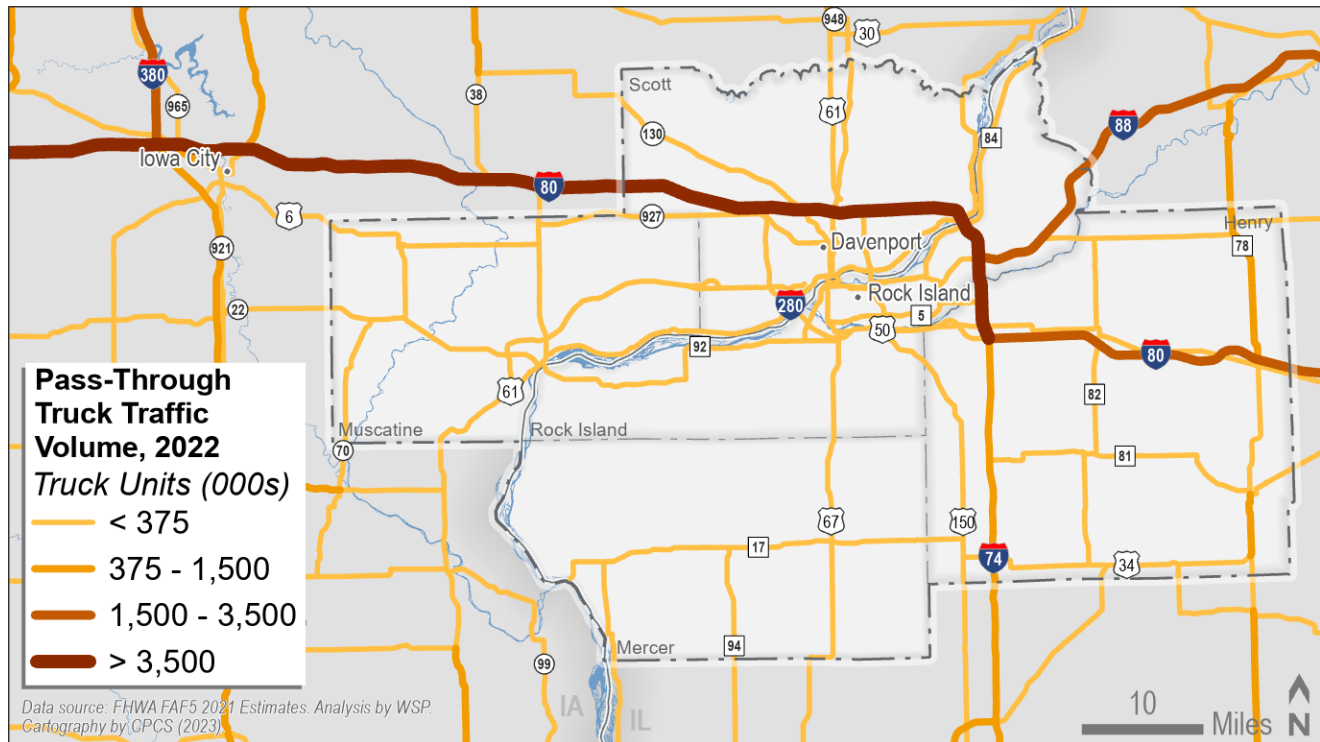 948
30
380
Scott
38
965
61
88
130
84
Iowa City
80
6
927
Henry
921
Davenport
78
280
Rock Island
22
5
50
92
80
61
82
Pass-Through
Truck Traffic
Volume, 2022
Truck Units (000s)
< 375
375 - 1,500
1,500 - 3,500
> 3,500
Muscatine
Rock Island
70
81
67
150
17
74
34
Mercer
94
99
IA
IL
Data source: FHWA FAF5 2021 Estimates. Analysis by WSP.
Cartography by CPCS (2023)
10
Miles
N